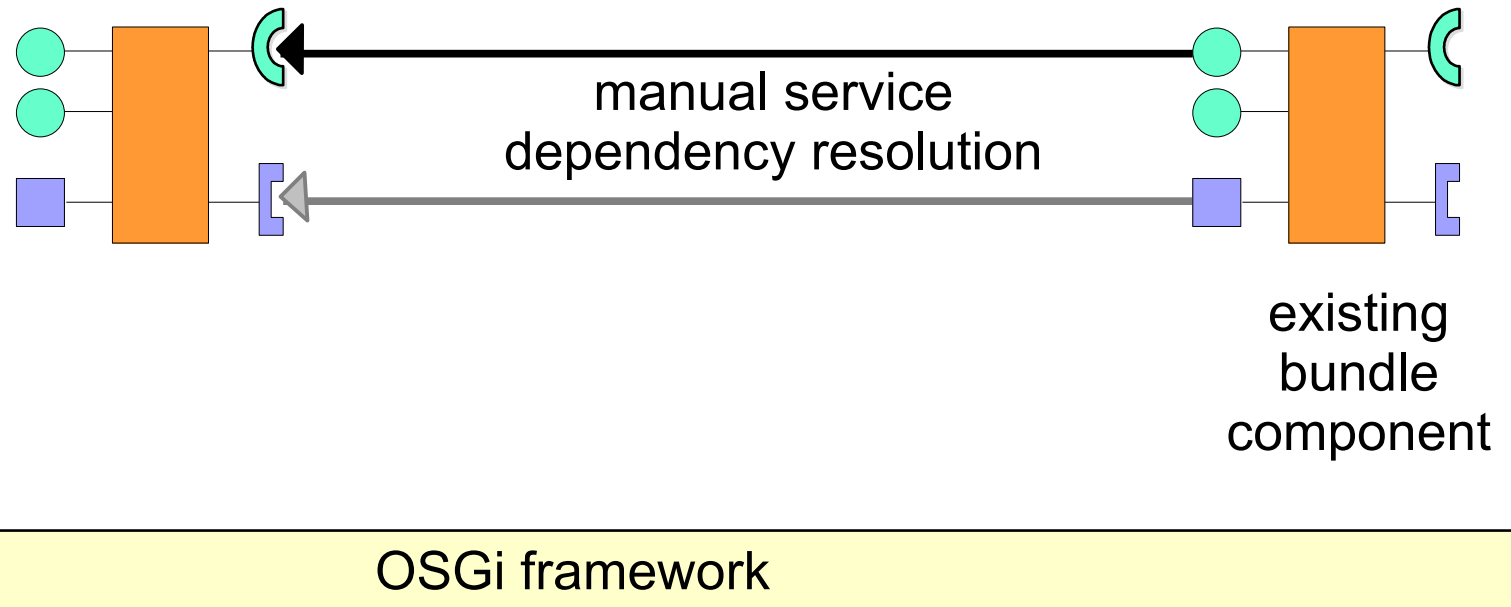 manual service
dependency resolution
existing
bundle
component
OSGi framework